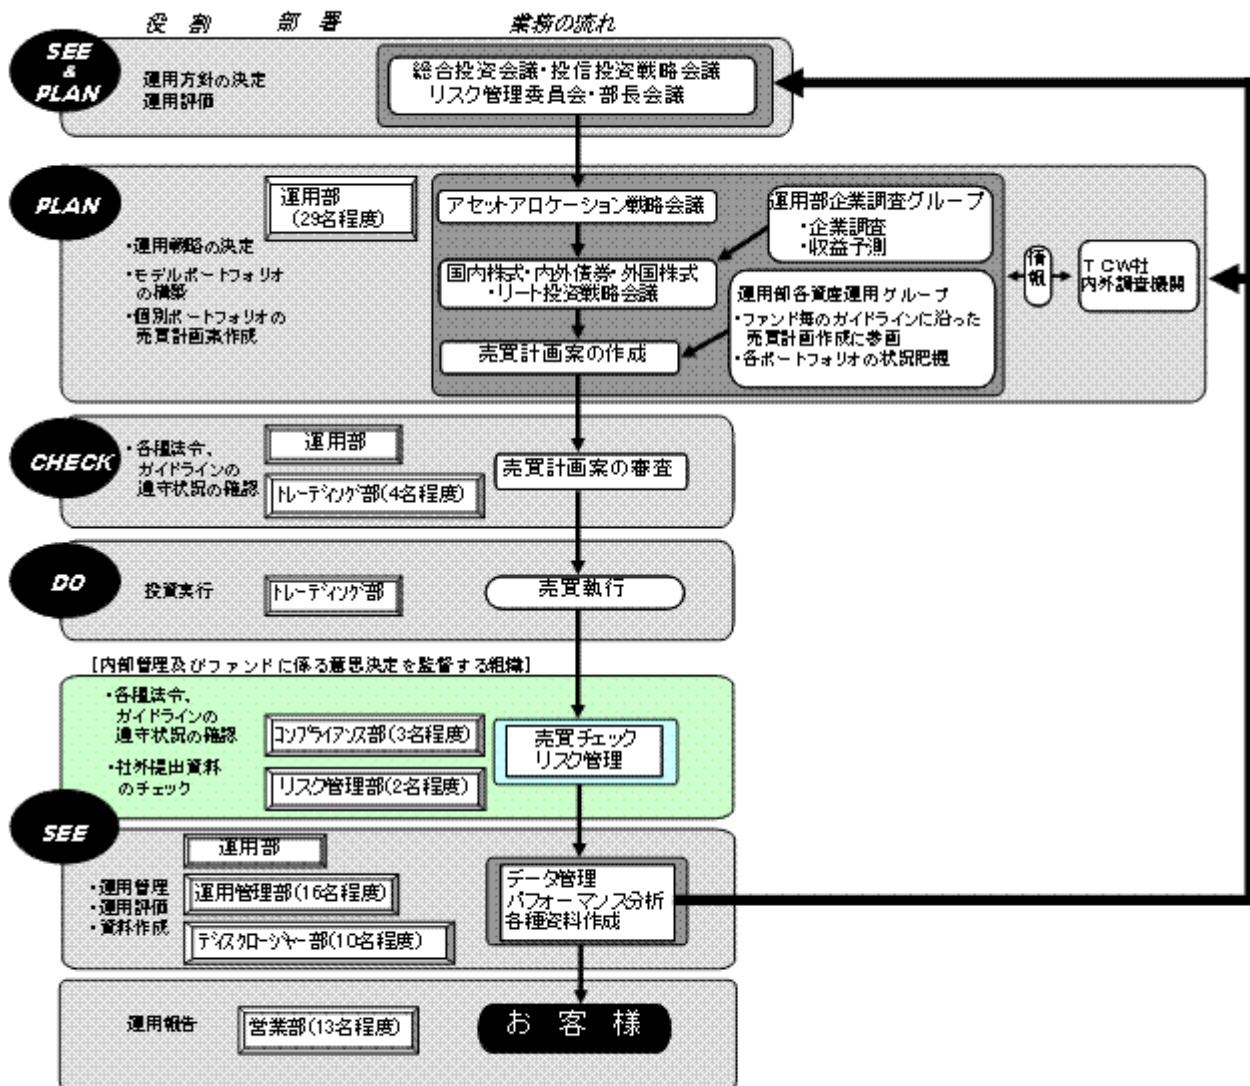 役 割 部 署 業務の流れ
SEE
&
PLAN
運用方針の決定
運用評価
総合投資会議・投信投資戦略会議
リスク管理委員会・部長会議
PLAN
運用部
(29名程度)
・運用戦略の決定
・モデルポートフォリオ
の構築
・個別ポートフォリオの
売買計画案作成
アセットアロケーション戦略会議
国内株式・内外債券・外国株式
・リート投資戦略会議
売買計画案の作成
運用部企業調査グループ
・企業調査
・収益予測
運用部各資産運用グループ
・ファンド毎のガイドラインに沿った
売買計画作成に参画
・各ポートフォリオの状況把握
情報
TCW社
内外調査機関
CHECK
・各種法令、
ガイドラインの
遵守状況の確認
運用部
トレーディング部(4名程度)
売買計画案の審査
DO
投資実行
トレーディング部
売買執行
[内部管理及びファンドに係る意思決定を監督する組織]
・各種法令、
ガイドラインの
遵守状況の確認
・社外提出資料
のチェック
コンプライアンス部(3名程度)
リスク管理部(2名程度)
売買チェック
リスク管理
SEE
・運用管理
・運用評価
・資料作成
運用部
運用管理部(16名程度)
ディスクロージャー部(10名程度)
データ管理
パフォーマンス分析
各種資料作成
運用報告
営業部(13名程度)
お 客 様